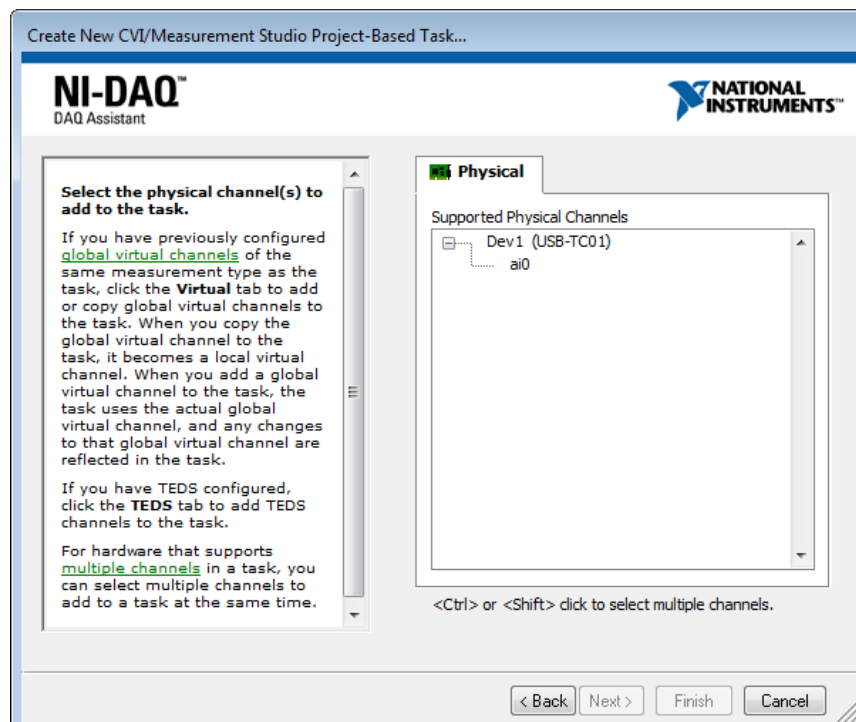 Create New CVI/Measurement Studio Project-Based Task...
NI-DAQ™
DAQ Assistant
NATIONAL
INSTRUMENTS™
Select the physical channel(s) to
add to the task.
If you have previously configured
global virtual channels of the
same measurement type as the
task, click the Virtual tab to add
or copy global virtual channels to
the task. When you copy the
global virtual channel to the
task, it becomes a local virtual
channel. When you add a global
virtual channel to the task, the
task uses the actual global
virtual channel, and any changes
to that global virtual channel are
reflected in the task.
If you have TEDS configured,
click the TEDS tab to add TEDS
channels to the task.
For hardware that supports
multiple channels in a task, you
can select multiple channels to
add to a task at the same time.
Physical
Supported Physical Channels
Dev1 (USB-TC01)
ai0
<Ctrl> or <Shift> click to select multiple channels.
< Back Next > Finish Cancel